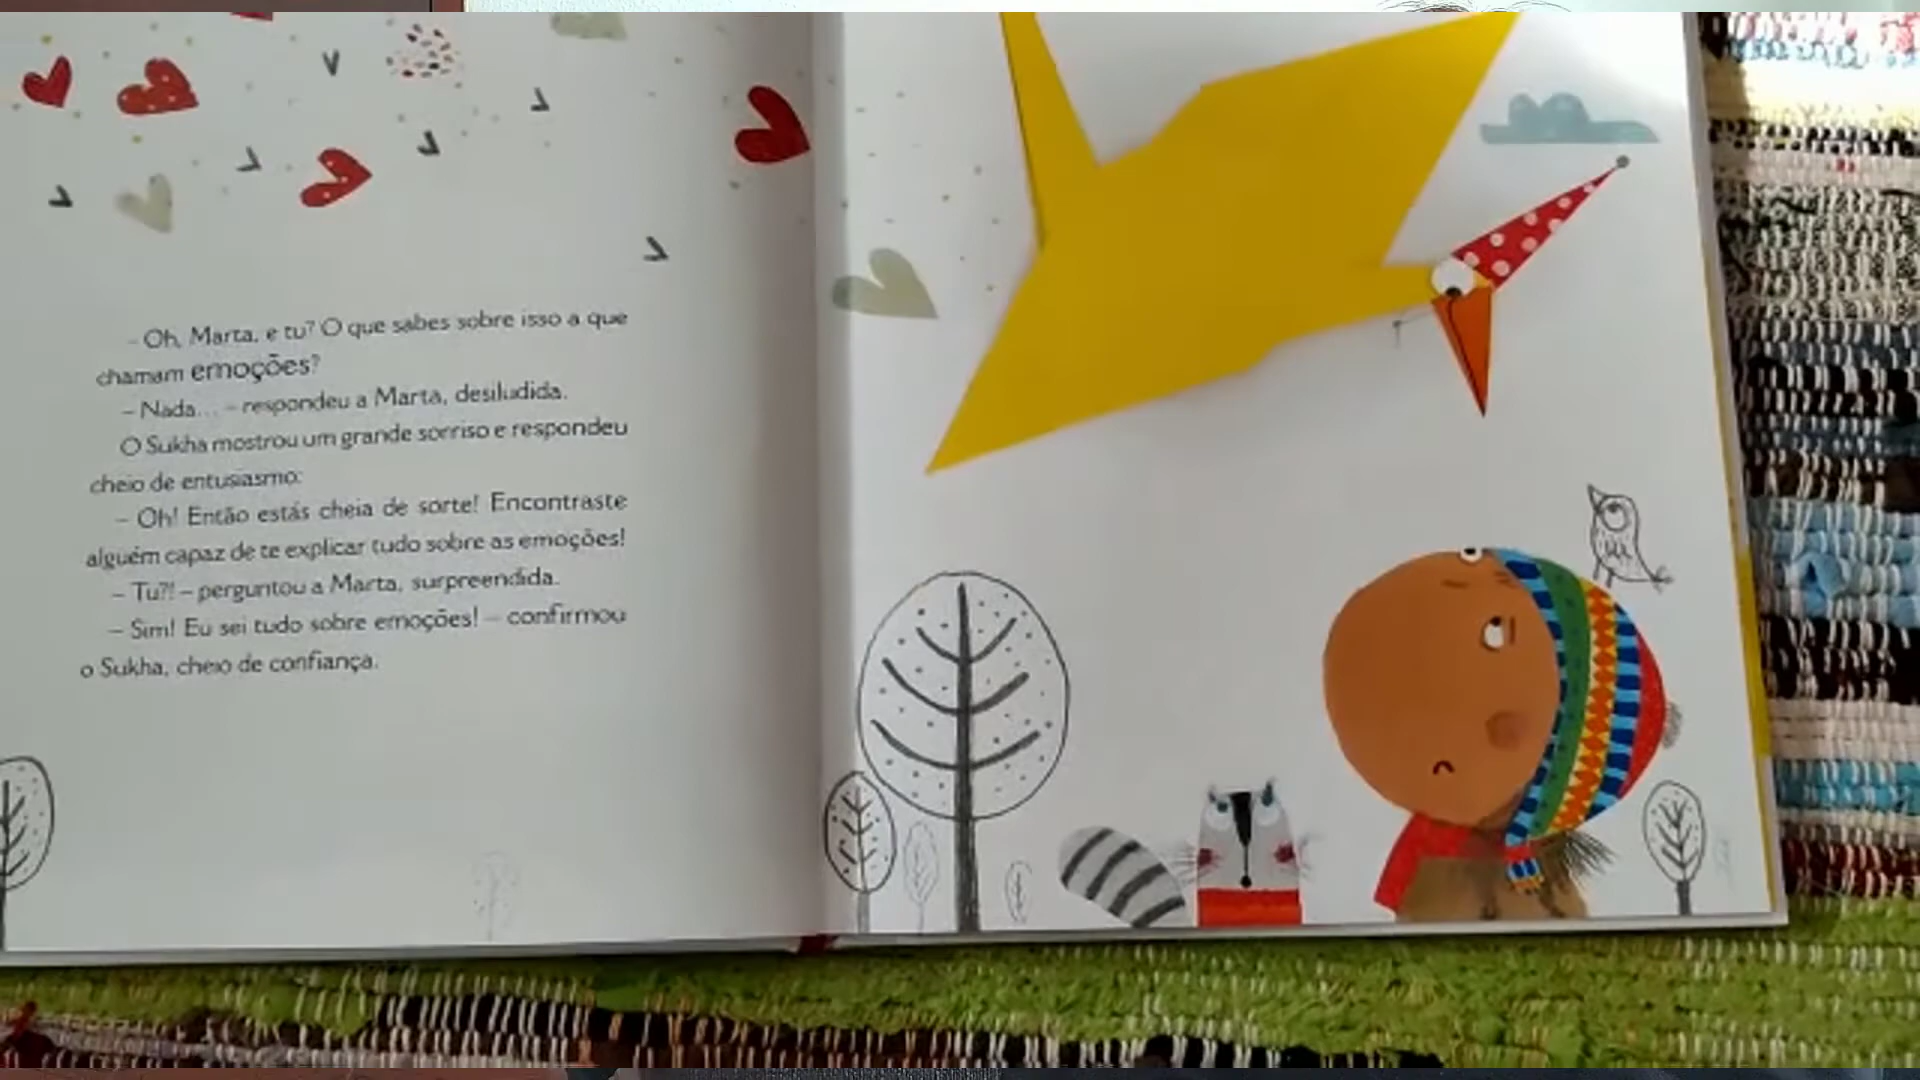 – Oh, Marta, e tu? O que sabes sobre isso a que
chamam emoções?
– Nada... – respondeu a Marta, desiludida.
O Sukha mostrou um grande sorriso e respondeu
cheio de entusiasmo:
– Oh! Então estás cheia de sorte! Encontraste
alguém capaz de te explicar tudo sobre as emoções!
– Tu?! – perguntou a Marta, surpreendida.
– Sim! Eu sei tudo sobre emoções! – confirmou
o Sukha, cheio de confiança.